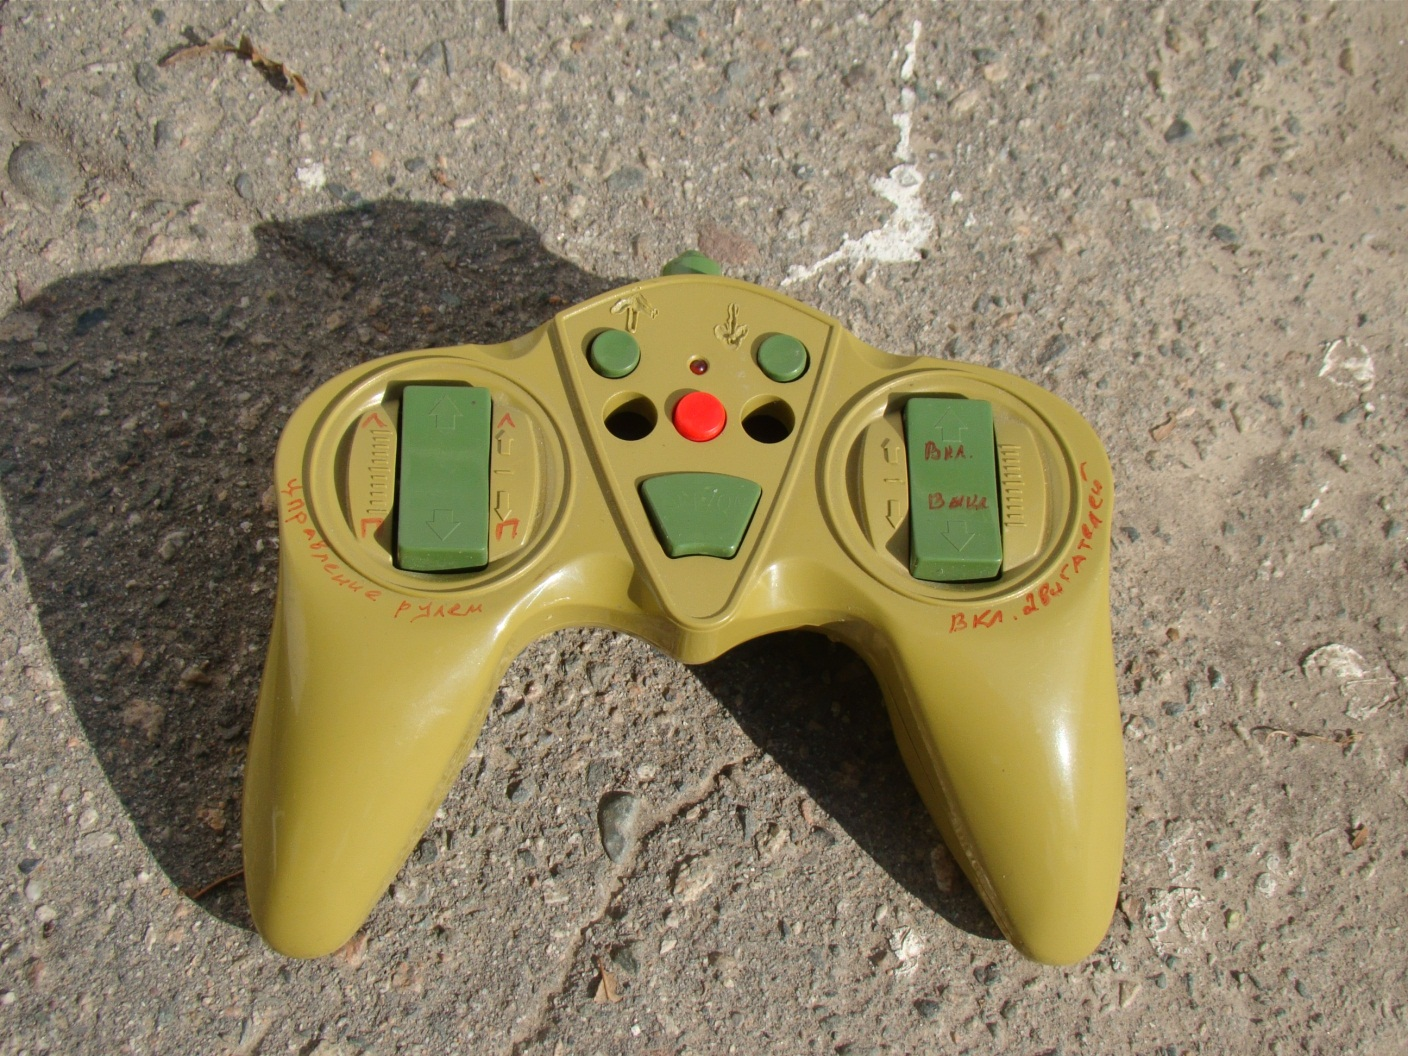 Л
Л
П
П
управление рулем
Вкл.
Выкл
Вкл. двигателей